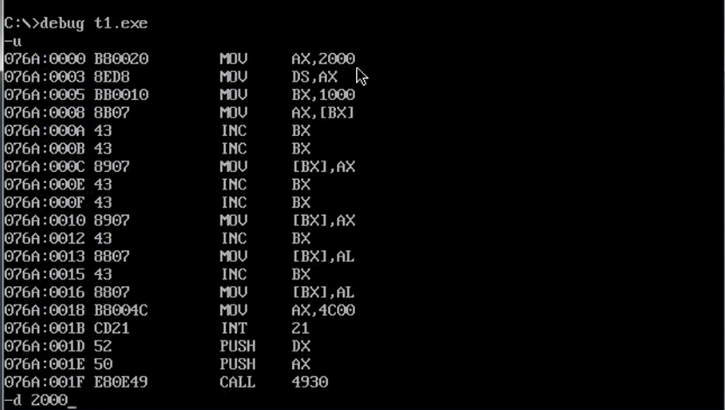 C:\>debug t1.exe
-u
076A:0000 B80020 MOV AX,2000
076A:0003 8ED8 MOV DS,AX
076A:0005 BB0010 MOV BX,1000
076A:0008 8B07 MOV AX,[BX]
076A:000A 43 INC BX
076A:000B 43 INC BX
076A:000C 8907 MOV [BX],AX
076A:000E 43 INC BX
076A:000F 43 INC BX
076A:0010 8907 MOV [BX],AX
076A:0012 43 INC BX
076A:0013 8807 MOV [BX],AL
076A:0015 43 INC BX
076A:0016 8807 MOV [BX],AL
076A:0018 B8004C MOV AX,4C00
076A:001B CD21 INT 21
076A:001D 52 PUSH DX
076A:001E 50 PUSH AX
076A:001F E80E49 CALL 4930
-d 2000_